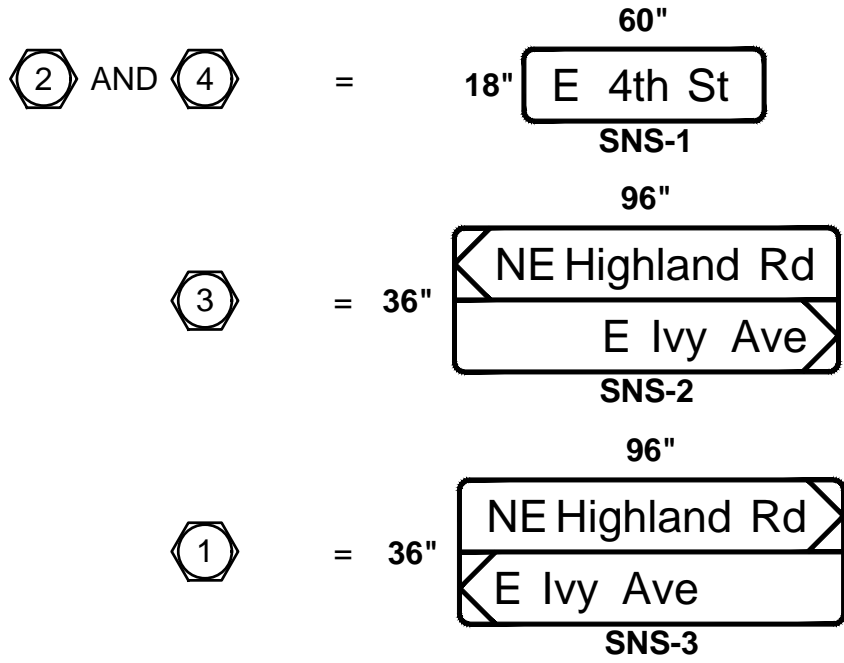 60"
2 AND 4 = 18" E 4th St
SNS-1
96"
NE Highland Rd
3 = 36"
E Ivy Ave
SNS-2
96"
NE Highland Rd
1 = 36"
E Ivy Ave
SNS-3